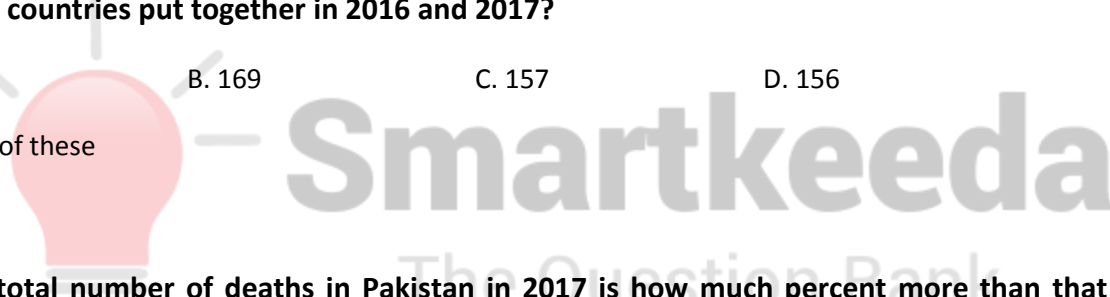 countries put together in 2016 and 2017?
B. 169 C. 157 D. 156
of these
Smartkeeda
The Question Bank
total number of deaths in Pakistan in 2017 is how much percent more than that